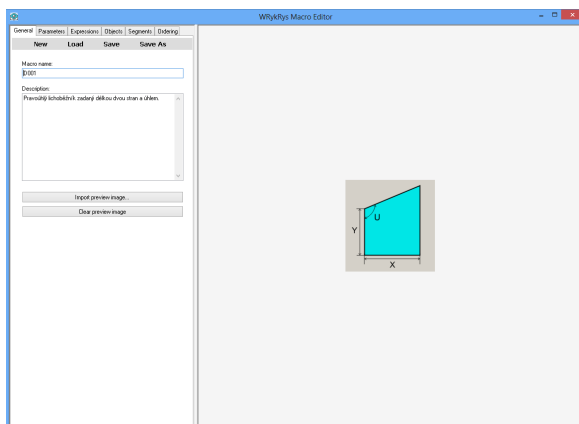 WRykRys Macro Editor
General Parameters Expressions Objects Segments Ordering
New Load Save Save As
Macro name:
D001
Description:
Pravoúhlý lichoběžník zadaný délkou dvou stran a úhlem.
Import preview image...
Clear preview image
U
Y
X